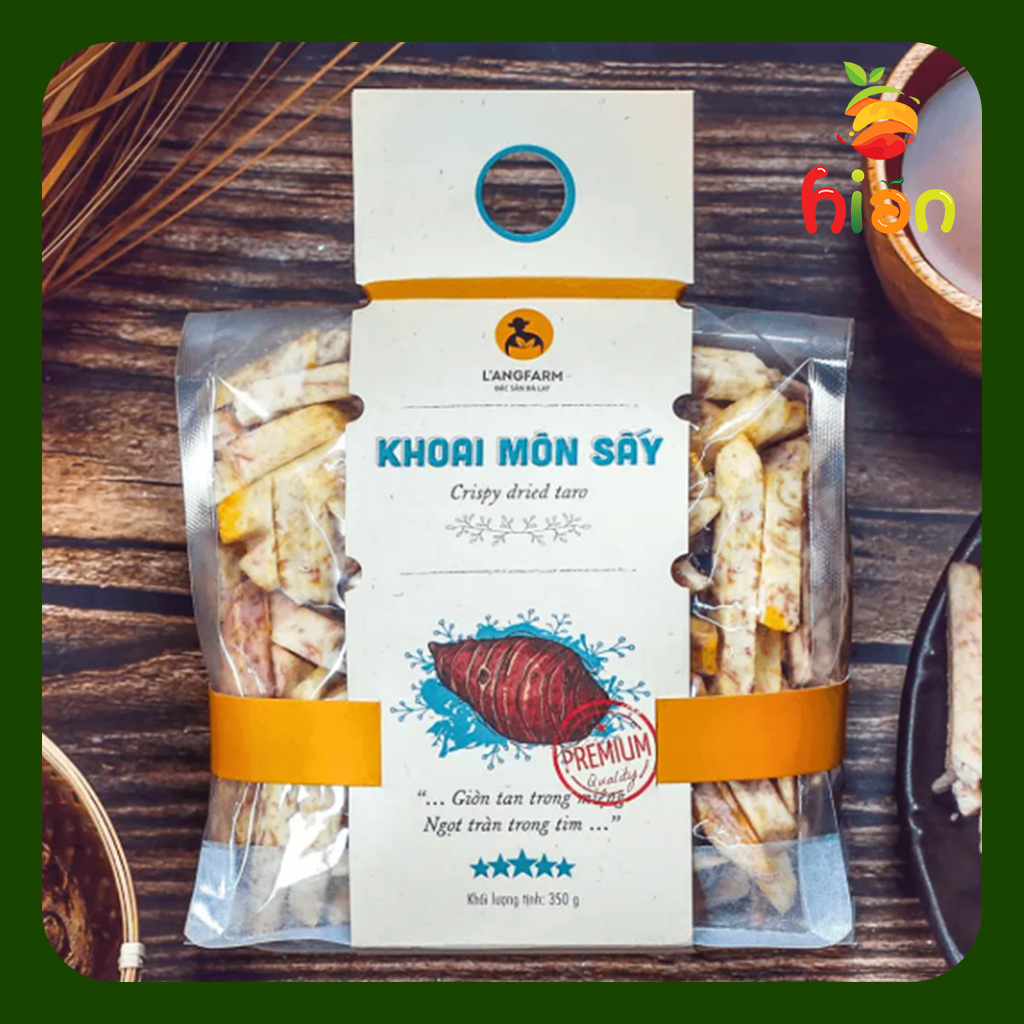 hiən
L'ANGFARM
ĐẶC SẢN ĐÀ LẠT
KHOAI MÔN SẤY
Crispy dried taro
PREMIUM
Quality
"... Giòn tan trong miệng
Ngọt tràn trong tim ..."
Khối lượng tịnh: 350 g